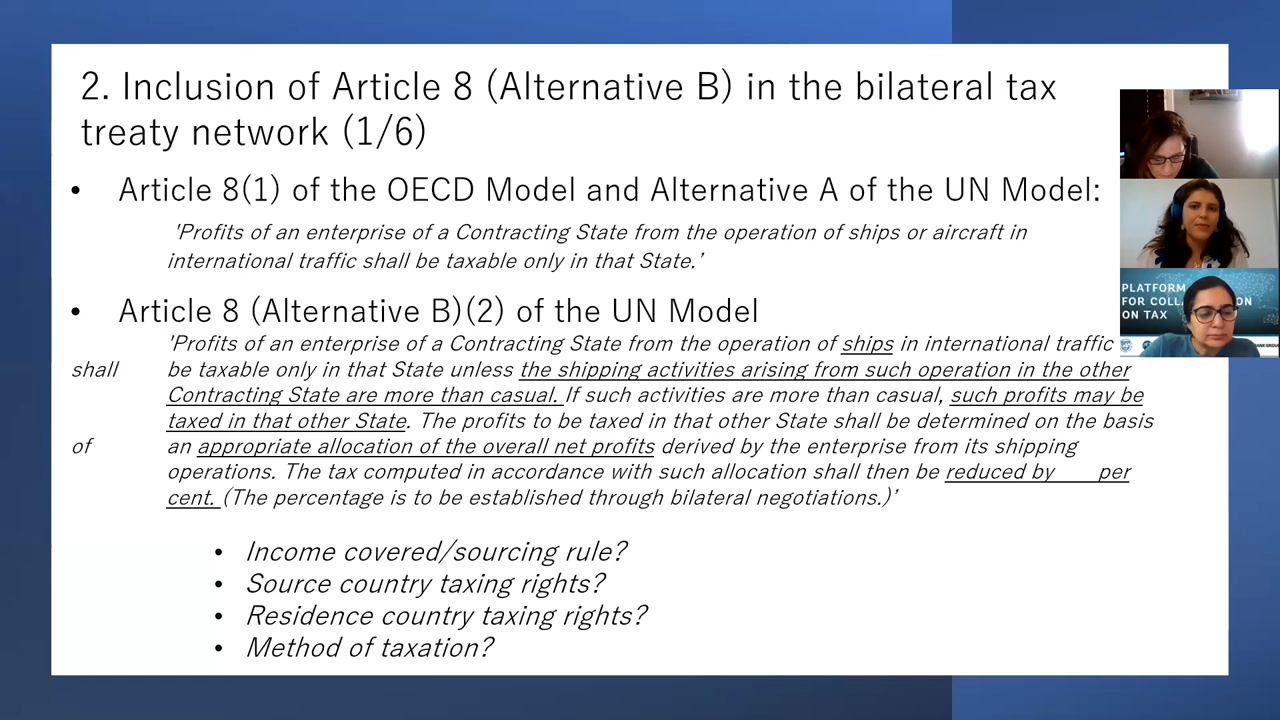 2. Inclusion of Article 8 (Alternative B) in the bilateral tax
treaty network (1/6)
• Article 8(1) of the OECD Model and Alternative A of the UN Model:
'Profits of an enterprise of a Contracting State from the operation of ships or aircraft in
international traffic shall be taxable only in that State.'
• Article 8 (Alternative B)(2) of the UN Model
'Profits of an enterprise of a Contracting State from the operation of ships in international traffic
shall be taxable only in that State unless the shipping activities arising from such operation in the other
Contracting State are more than casual. If such activities are more than casual, such profits may be
taxed in that other State. The profits to be taxed in that other State shall be determined on the basis
of an appropriate allocation of the overall net profits derived by the enterprise from its shipping
operations. The tax computed in accordance with such allocation shall then be reduced by ___ per
cent. (The percentage is to be established through bilateral negotiations.)'
• Income covered/sourcing rule?
• Source country taxing rights?
• Residence country taxing rights?
• Method of taxation?
PLATFORM
FOR ON
ON TAX